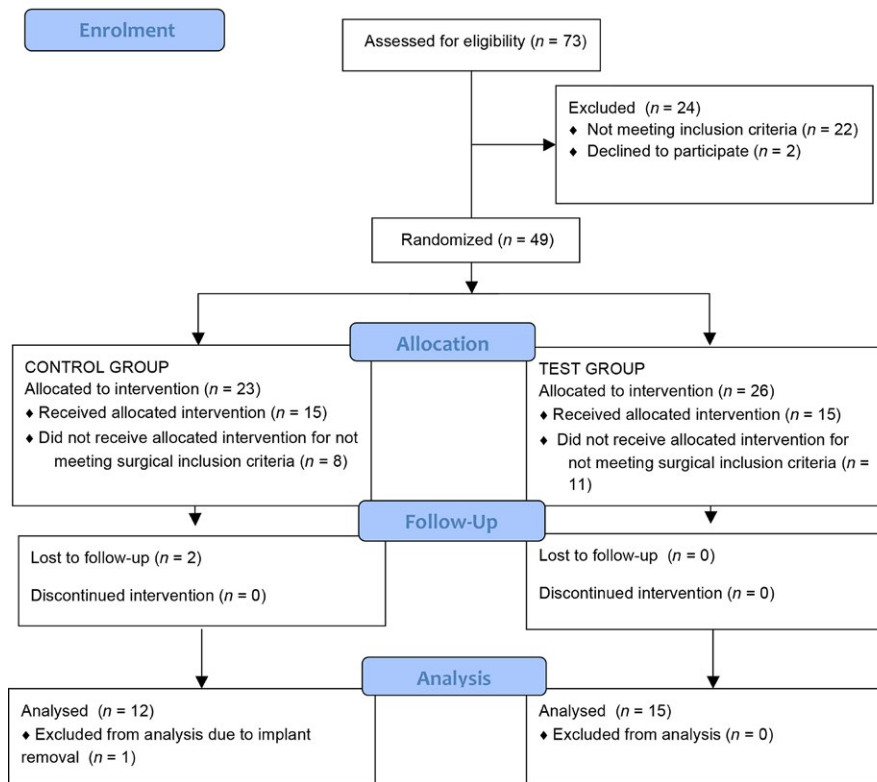 Enrolment
Assessed for eligibility (n = 73)
Excluded (n = 24)
♦ Not meeting inclusion criteria (n = 22)
♦ Declined to participate (n = 2)
Randomized (n = 49)
Allocation
CONTROL GROUP
Allocated to intervention (n = 23)
♦ Received allocated intervention (n = 15)
♦ Did not receive allocated intervention for not
meeting surgical inclusion criteria (n = 8)
TEST GROUP
Allocated to intervention (n = 26)
♦ Received allocated intervention (n = 15)
♦ Did not receive allocated intervention for
not meeting surgical inclusion criteria (n =
11)
Follow-Up
Lost to follow-up (n = 2)
Discontinued intervention (n = 0)
Lost to follow-up (n = 0)
Discontinued intervention (n = 0)
Analysis
Analysed (n = 12)
♦ Excluded from analysis due to implant
removal (n = 1)
Analysed (n = 15)
♦ Excluded from analysis (n = 0)